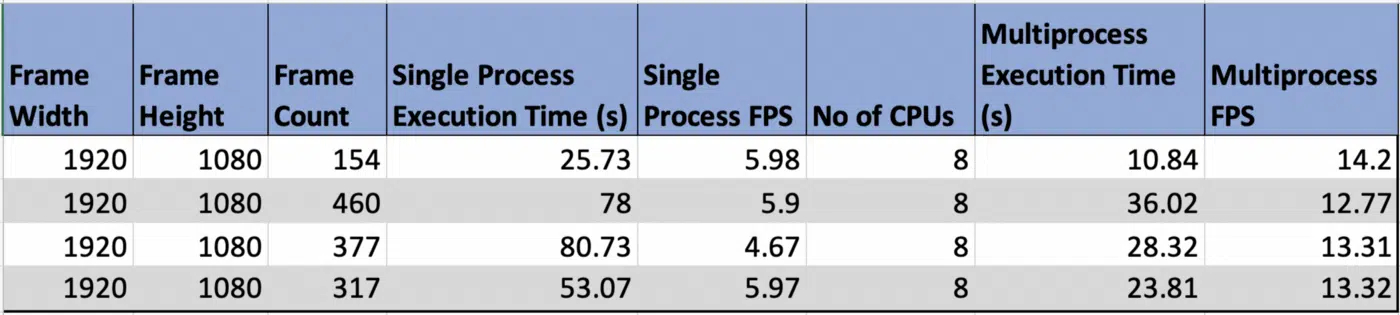 Frame Width | Frame Height | Frame Count | Single Process Execution Time (s) | Single Process FPS | No of CPUs | Multiprocess Execution Time (s) | Multiprocess FPS
1920 | 1080 | 154 | 25.73 | 5.98 | 8 | 10.84 | 14.2
1920 | 1080 | 460 | 78 | 5.9 | 8 | 36.02 | 12.77
1920 | 1080 | 377 | 80.73 | 4.67 | 8 | 28.32 | 13.31
1920 | 1080 | 317 | 53.07 | 5.97 | 8 | 23.81 | 13.32